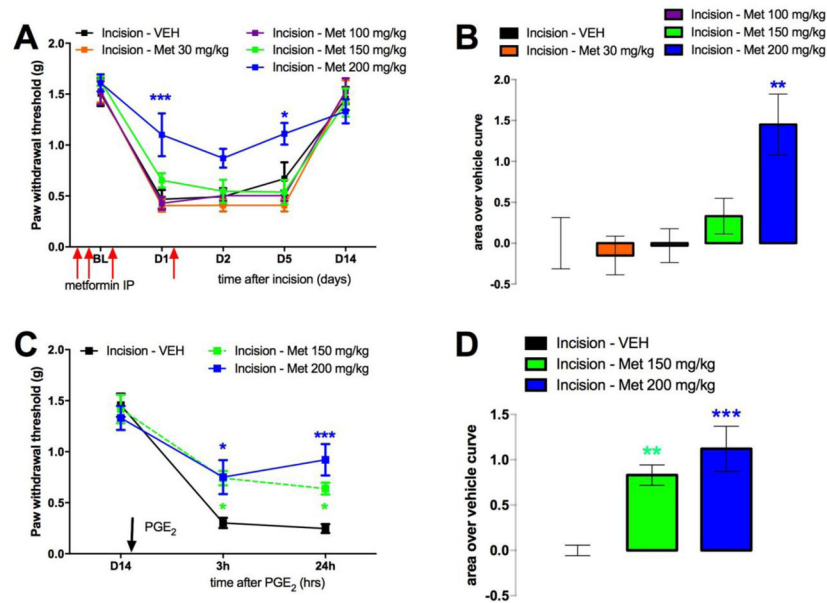 A
Incision - VEH
Incision - Met 30 mg/kg
Incision - Met 100 mg/kg
Incision - Met 150 mg/kg
Incision - Met 200 mg/kg
Paw withdrawal threshold (g)
2.0
1.5
1.0
0.5
0.0
***
*
BL
D1
D2
D5
D14
metformin IP
time after incision (days)
B
Incision - VEH
Incision - Met 30 mg/kg
Incision - Met 100 mg/kg
Incision - Met 150 mg/kg
Incision - Met 200 mg/kg
area over vehicle curve
2.0
1.5
1.0
0.5
0.0
-0.5
**
C
Incision - VEH
Incision - Met 150 mg/kg
Incision - Met 200 mg/kg
Paw withdrawal threshold (g)
2.0
1.5
1.0
0.5
0.0
*
***
*
*
PGE₂
D14
3h
24h
time after PGE₂ (hrs)
D
Incision - VEH
Incision - Met 150 mg/kg
Incision - Met 200 mg/kg
area over vehicle curve
1.5
1.0
0.5
0.0
-0.5
**
***